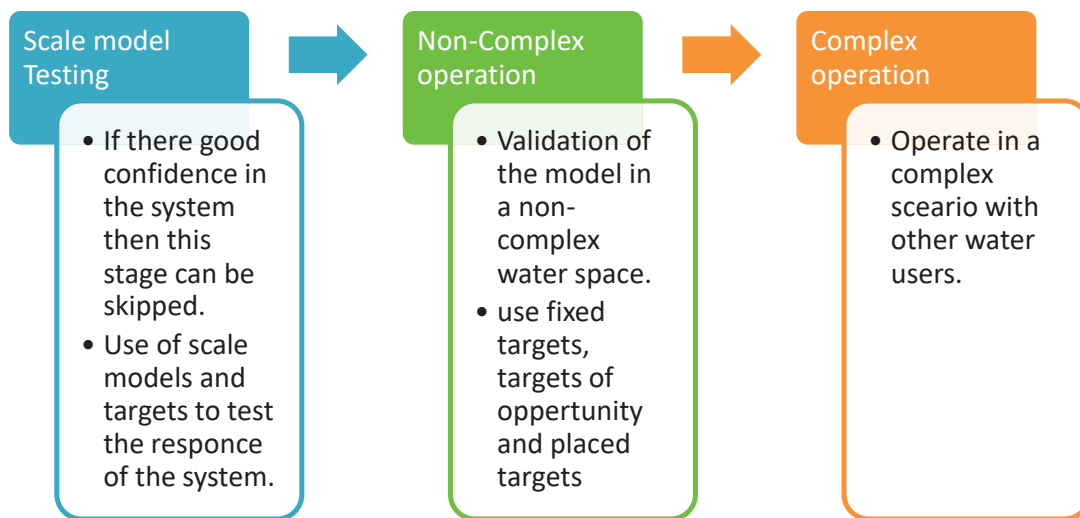 Scale model
Testing
• If there good
confidence in
the system
then this
stage can be
skipped.
• Use of scale
models and
targets to test
the responce
of the system.
Non-Complex
operation
• Validation of
the model in
a non-
complex
water space.
• use fixed
targets,
targets of
oppertunity
and placed
targets
Complex
operation
• Operate in a
complex
sceario with
other water
users.